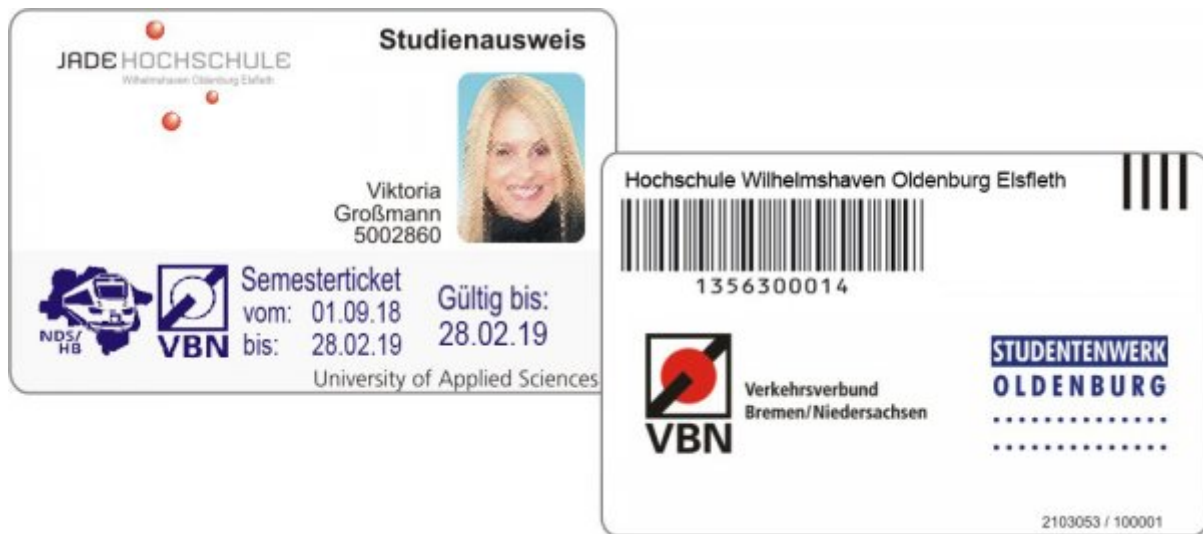 JADE HOCHSCHULE
Wilhelmshaven Oldenburg Elsfleth
Studienausweis
Viktoria
Großmann
5002860
NDS/
HB
VBN
Semesterticket
vom: 01.09.18
bis: 28.02.19
Gültig bis:
28.02.19
University of Applied Sciences
Hochschule Wilhelmshaven Oldenburg Elsfleth
1356300014
VBN
Verkehrsverbund
Bremen/Niedersachsen
STUDENTENWERK
OLDENBURG
2103053 / 100001